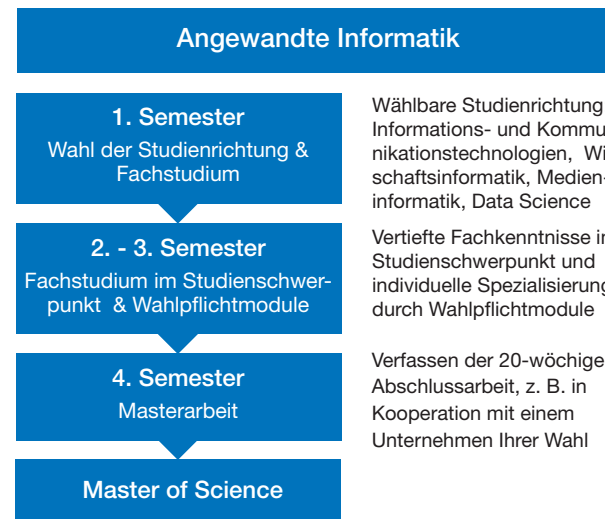 Angewandte Informatik
1. Semester
Wahl der Studienrichtung &
Fachstudium
Wählbare Studienrichtung
Informations- und Kommu
nikationstechnologien, Wi
schaftsinformatik, Medien-
informatik, Data Science
2. - 3. Semester
Fachstudium im Studienschwer-
punkt & Wahlpflichtmodule
Vertiefte Fachkenntnisse i
Studienschwerpunkt und
individuelle Spezialisierung
durch Wahlpflichtmodule
4. Semester
Masterarbeit
Verfassen der 20-wöchige
Abschlussarbeit, z. B. in
Kooperation mit einem
Unternehmen Ihrer Wahl
Master of Science